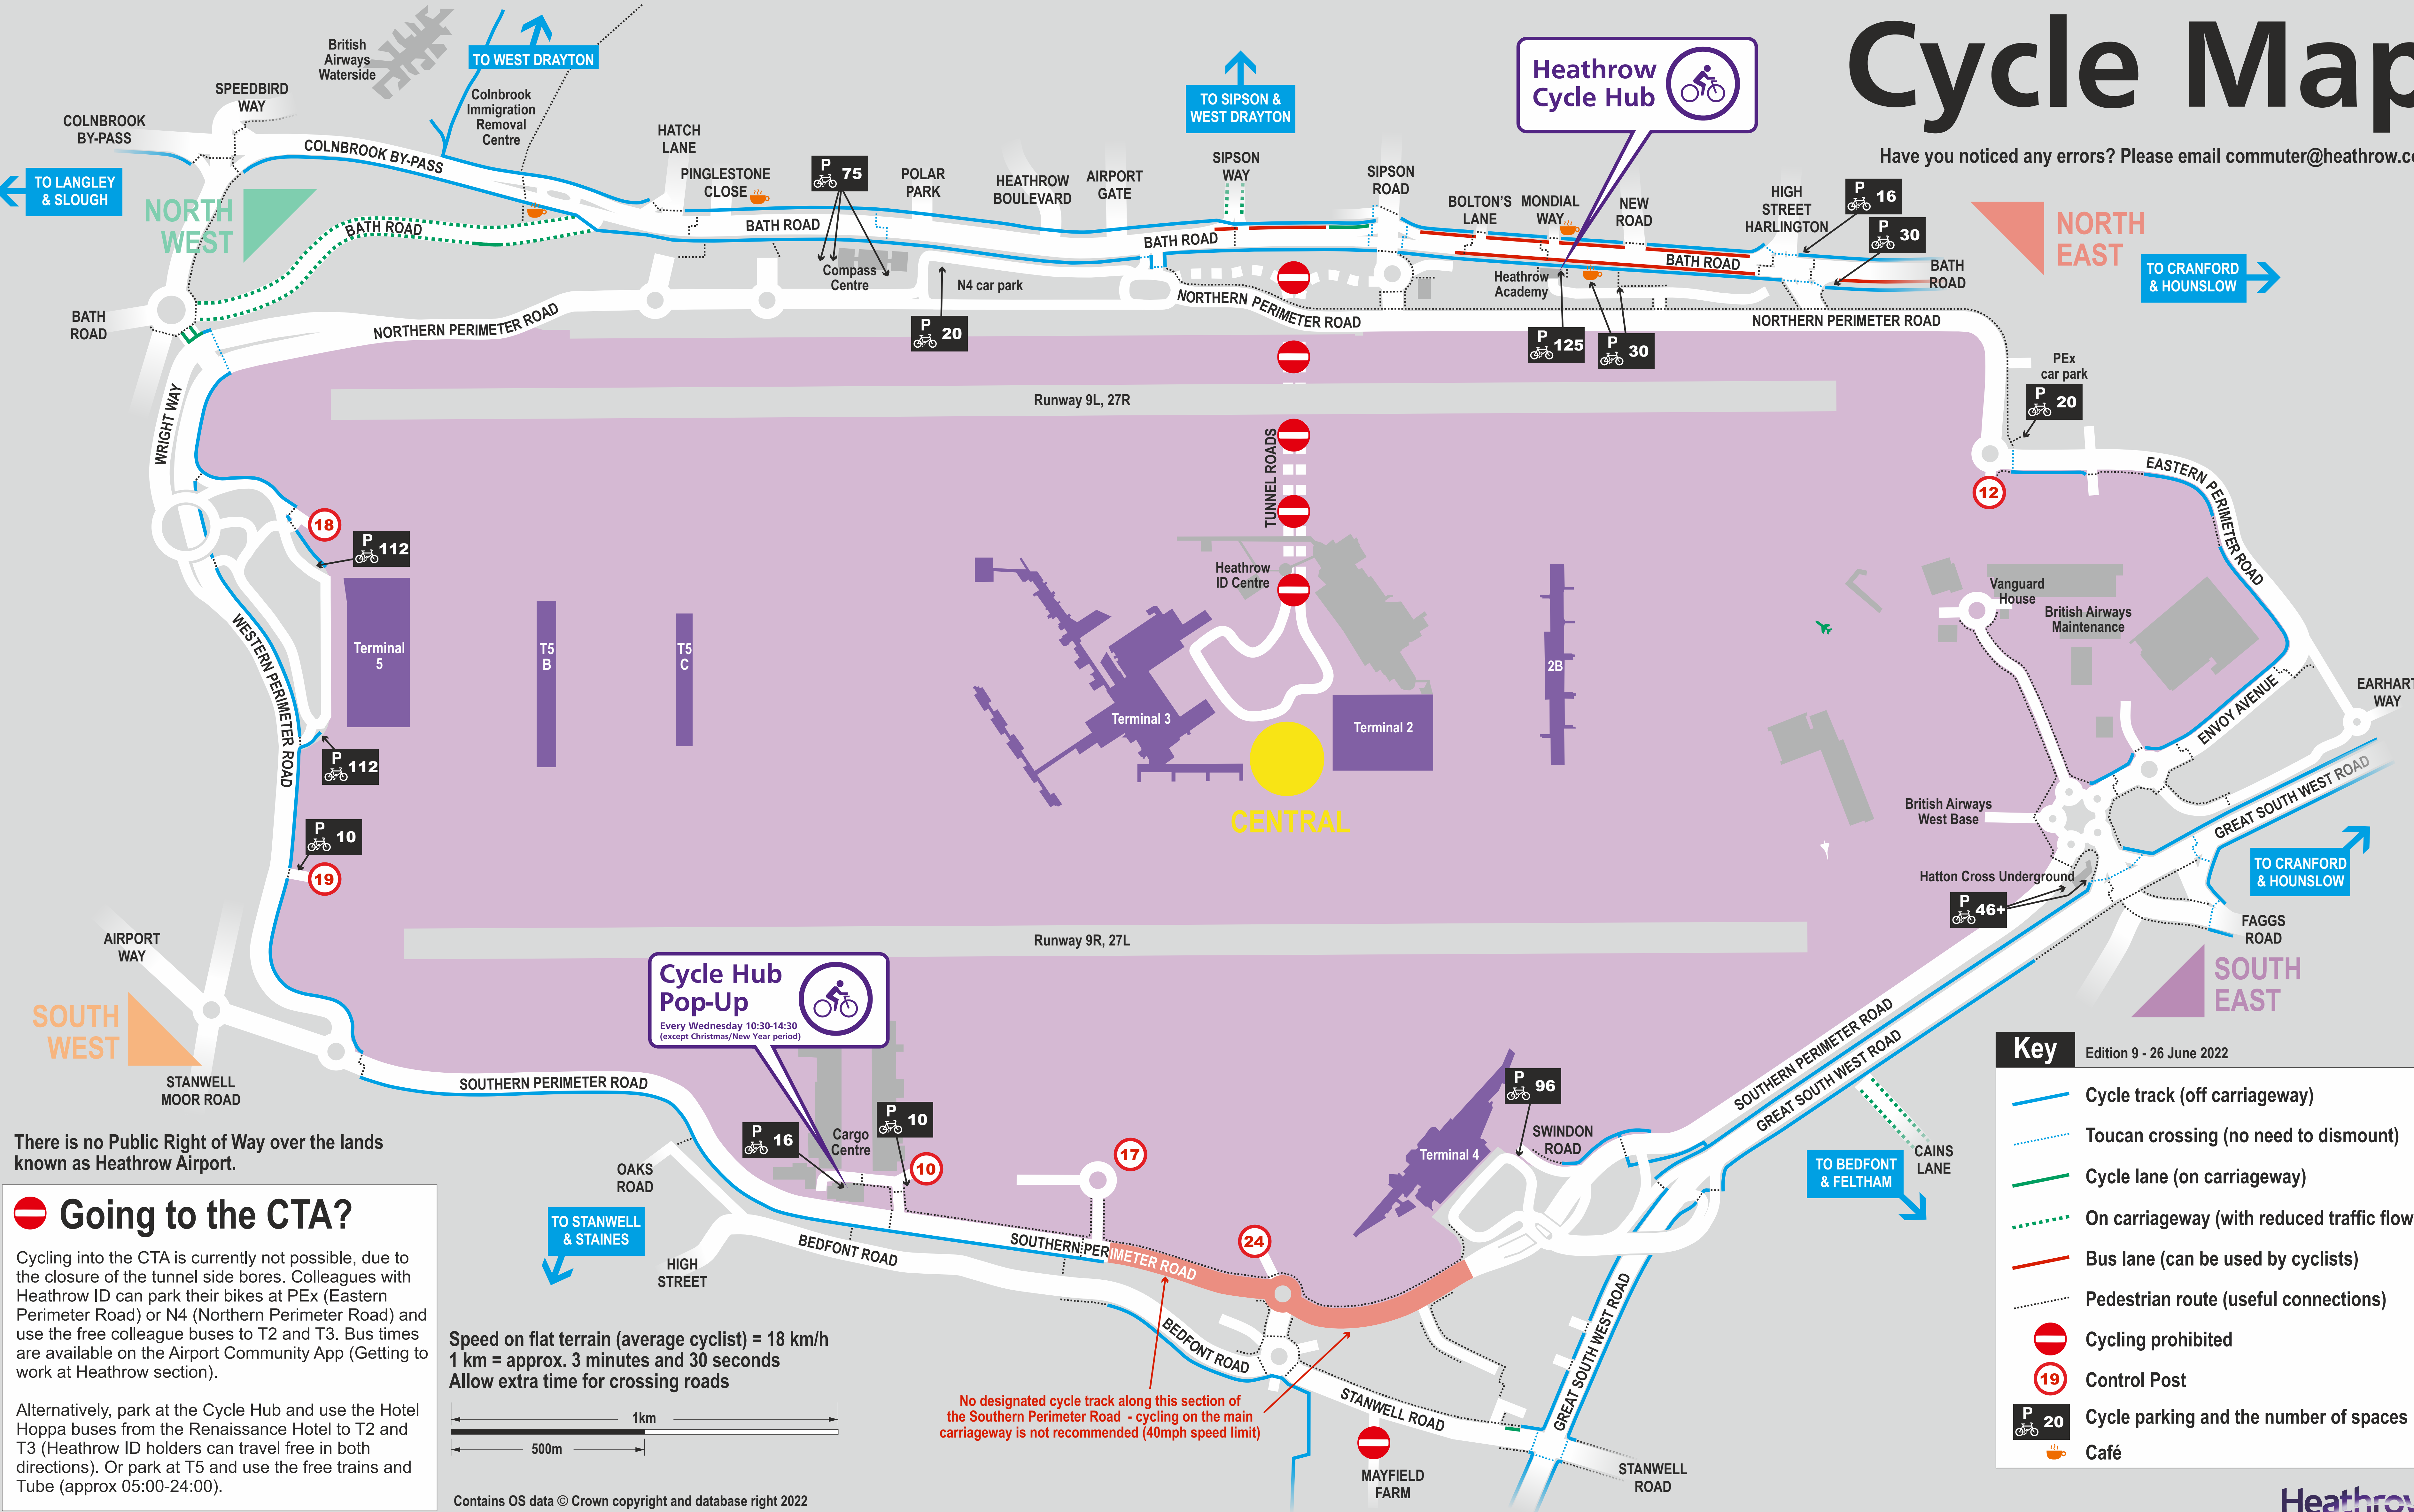 Cycle Map
Have you noticed any errors? Please email commuter@heathrow.co
British
Airways
Waterside
TO WEST DRAYTON
SPEEDBIRD
WAY
Colnbrook
Immigration
Removal
Centre
COLNBROOK
BY-PASS
COLNBROOK BY-PASS
TO LANGLEY
& SLOUGH
NORTH
WEST
BATH ROAD
BATH
ROAD
HATCH
LANE
PINGLESTONE
CLOSE
P
75
POLAR
PARK
HEATHROW
BOULEVARD
AIRPORT
GATE
TO SIPSON &
WEST DRAYTON
SIPSON
WAY
SIPSON
ROAD
Heathrow
Cycle Hub
BOLTON'S
LANE
MONDIAL
WAY
NEW
ROAD
HIGH
STREET
HARLINGTON
P
16
P
30
NORTH
EAST
TO CRANFORD
& HOUNSLOW
BATH ROAD
BATH ROAD
BATH ROAD
BATH
ROAD
Compass
Centre
N4 car park
Heathrow
Academy
NORTHERN PERIMETER ROAD
NORTHERN PERIMETER ROAD
NORTHERN PERIMETER ROAD
P
20
P
125
P
30
PEx
car park
P
20
WRIGHT WAY
Runway 9L, 27R
TUNNEL ROADS
12
EASTERN PERIMETER ROAD
18
P
112
Heathrow
ID Centre
Vanguard
House
British Airways
Maintenance
WESTERN PERIMETER ROAD
Terminal
5
T5
B
T5
C
2B
Terminal 3
Terminal 2
CENTRAL
EARHART
WAY
ENVOY AVENUE
P
112
P
10
19
British Airways
West Base
GREAT SOUTH WEST ROAD
TO CRANFORD
& HOUNSLOW
Hatton Cross Underground
P
46+
FAGGS
ROAD
SOUTH
EAST
AIRPORT
WAY
Runway 9R, 27L
SOUTH
WEST
STANWELL
MOOR ROAD
Cycle Hub
Pop-Up
Every Wednesday 10:30-14:30
(except Christmas/New Year period)
SOUTHERN PERIMETER ROAD
SOUTHERN PERIMETER ROAD
GREAT SOUTH WEST ROAD
P
16
Cargo
Centre
P
10
10
17
P
96
SWINDON
ROAD
Terminal 4
CAINS
LANE
TO BEDFONT
& FELTHAM
OAKS
ROAD
TO STANWELL
& STAINES
HIGH
STREET
BEDFONT ROAD
SOUTHERN PERIMETER ROAD
24
BEDFONT ROAD
STANWELL ROAD
GREAT SOUTH WEST ROAD
No designated cycle track along this section of
the Southern Perimeter Road - cycling on the main
carriageway is not recommended (40mph speed limit)
MAYFIELD
FARM
STANWELL
ROAD
There is no Public Right of Way over the lands
known as Heathrow Airport.
Going to the CTA?
Cycling into the CTA is currently not possible, due to
the closure of the tunnel side bores. Colleagues with
Heathrow ID can park their bikes at PEx (Eastern
Perimeter Road) or N4 (Northern Perimeter Road) and
use the free colleague buses to T2 and T3. Bus times
are available on the Airport Community App (Getting to
work at Heathrow section).
Alternatively, park at the Cycle Hub and use the Hotel
Hoppa buses from the Renaissance Hotel to T2 and
T3 (Heathrow ID holders can travel free in both
directions). Or park at T5 and use the free trains and
Tube (approx 05:00-24:00).
Speed on flat terrain (average cyclist) = 18 km/h
1 km = approx. 3 minutes and 30 seconds
Allow extra time for crossing roads
1km
500m
Contains OS data © Crown copyright and database right 2022
Key
Edition 9 - 26 June 2022
Cycle track (off carriageway)
Toucan crossing (no need to dismount)
Cycle lane (on carriageway)
On carriageway (with reduced traffic flow
Bus lane (can be used by cyclists)
Pedestrian route (useful connections)
Cycling prohibited
19
Control Post
P
20
Cycle parking and the number of spaces
Café
Heathrow